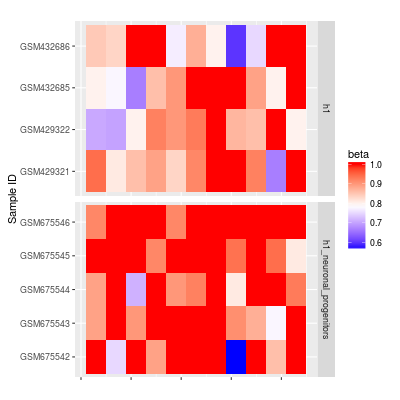 GSM432686
GSM432685
GSM429322
GSM429321
h1
GSM675546
GSM675545
GSM675544
GSM675543
GSM675542
h1_neuronal_progenitors
Sample ID
beta
1.0
0.9
0.8
0.7
0.6